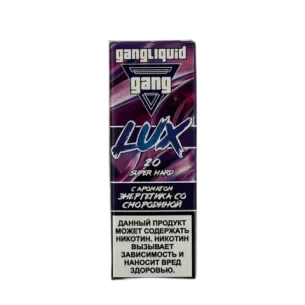 gangliquid
gang
LUX
20
SUPER HARD
С АРОМАТОМ
ЭНЕРГЕТИКА СО
СМОРОДИНОЙ
ДАННЫЙ ПРОДУКТ
МОЖЕТ СОДЕРЖАТЬ
НИКОТИН. НИКОТИН
ВЫЗЫВАЕТ
ЗАВИСИМОСТЬ И
НАНОСИТ ВРЕД
ЗДОРОВЬЮ.